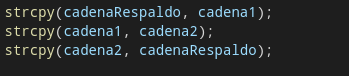 strcpy(cadenaRespaldo, cadena1);
strcpy(cadena1, cadena2);
strcpy(cadena2, cadenaRespaldo);